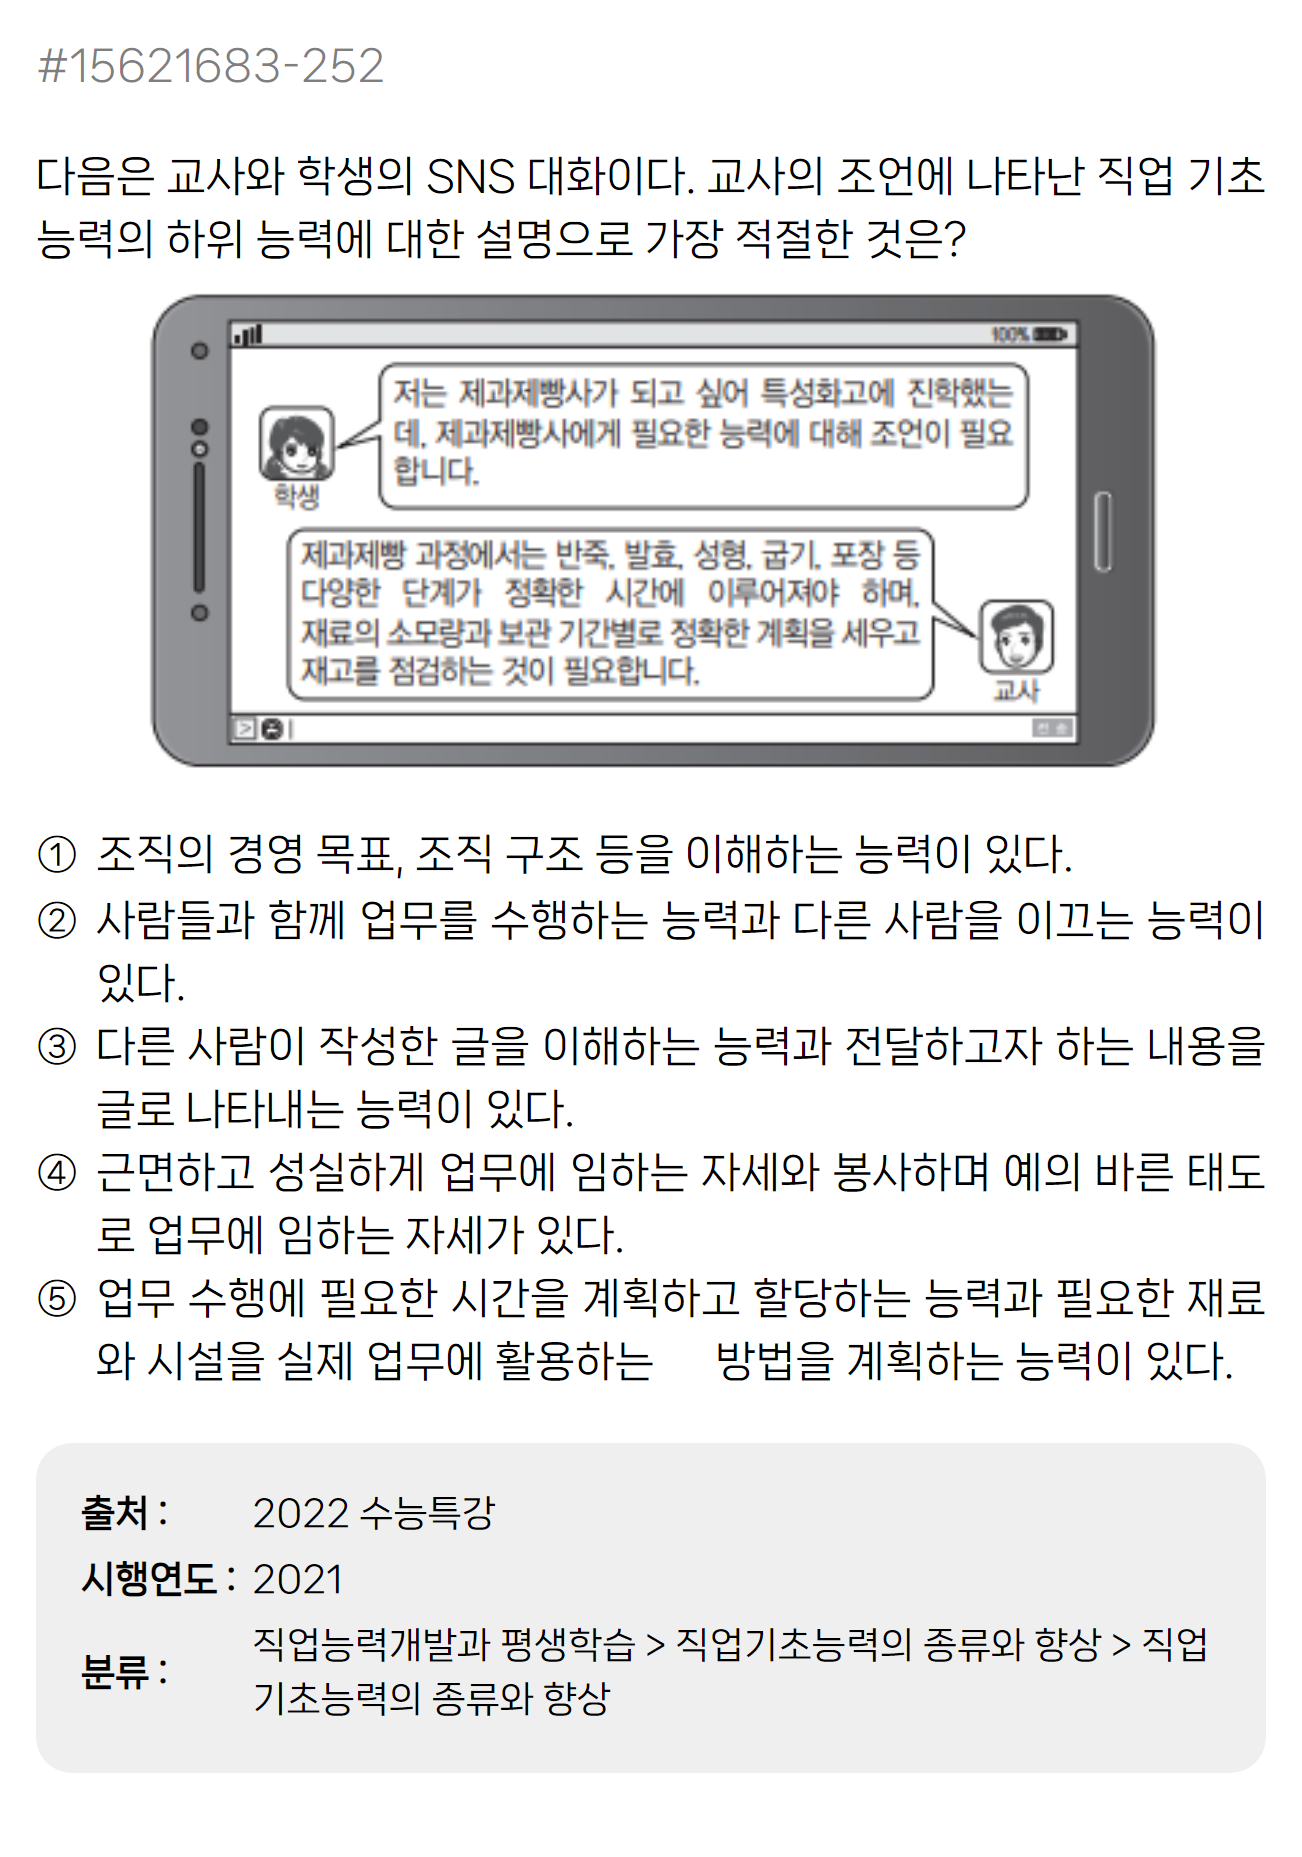 #15621683-252
다음은 교사와 학생의 SNS 대화이다. 교사의 조언에 나타난 직업 기초
능력의 하위 능력에 대한 설명으로 가장 적절한 것은?
100%
저는 제과제빵사가 되고 싶어 특성화고에 진학했는
데, 제과제빵사에게 필요한 능력에 대해 조언이 필요
합니다.
학생
제과제빵 과정에서는 반죽, 발효, 성형, 굽기, 포장 등
다양한 단계가 정확한 시간에 이루어져야 하며,
재료의 소모량과 보관 기간별로 정확한 계획을 세우고
재고를 점검하는 것이 필요합니다.
교사
전송
① 조직의 경영 목표, 조직 구조 등을 이해하는 능력이 있다.
② 사람들과 함께 업무를 수행하는 능력과 다른 사람을 이끄는 능력이
있다.
③ 다른 사람이 작성한 글을 이해하는 능력과 전달하고자 하는 내용을
글로 나타내는 능력이 있다.
④ 근면하고 성실하게 업무에 임하는 자세와 봉사하며 예의 바른 태도
로 업무에 임하는 자세가 있다.
⑤ 업무 수행에 필요한 시간을 계획하고 할당하는 능력과 필요한 재료
와 시설을 실제 업무에 활용하는 방법을 계획하는 능력이 있다.
출처 : 2022 수능특강
시행연도 : 2021
분류 : 직업능력개발과 평생학습 > 직업기초능력의 종류와 향상 > 직업
기초능력의 종류와 향상